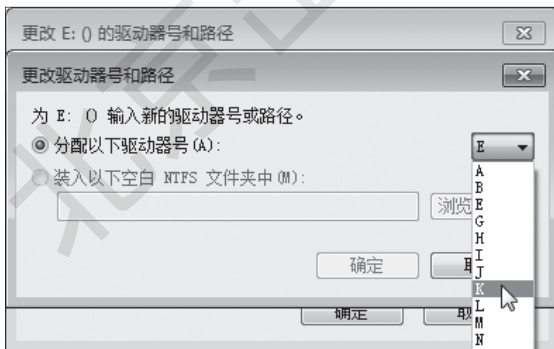 更改 E: () 的驱动器号和路径
更改驱动器号和路径
为 E: () 输入新的驱动器号或路径。
分配以下驱动器号(A):
E
装入以下空白 NTFS 文件夹中(M):
浏览
确定
取
A
B
E
G
H
I
J
K
L
M
N
确定
取